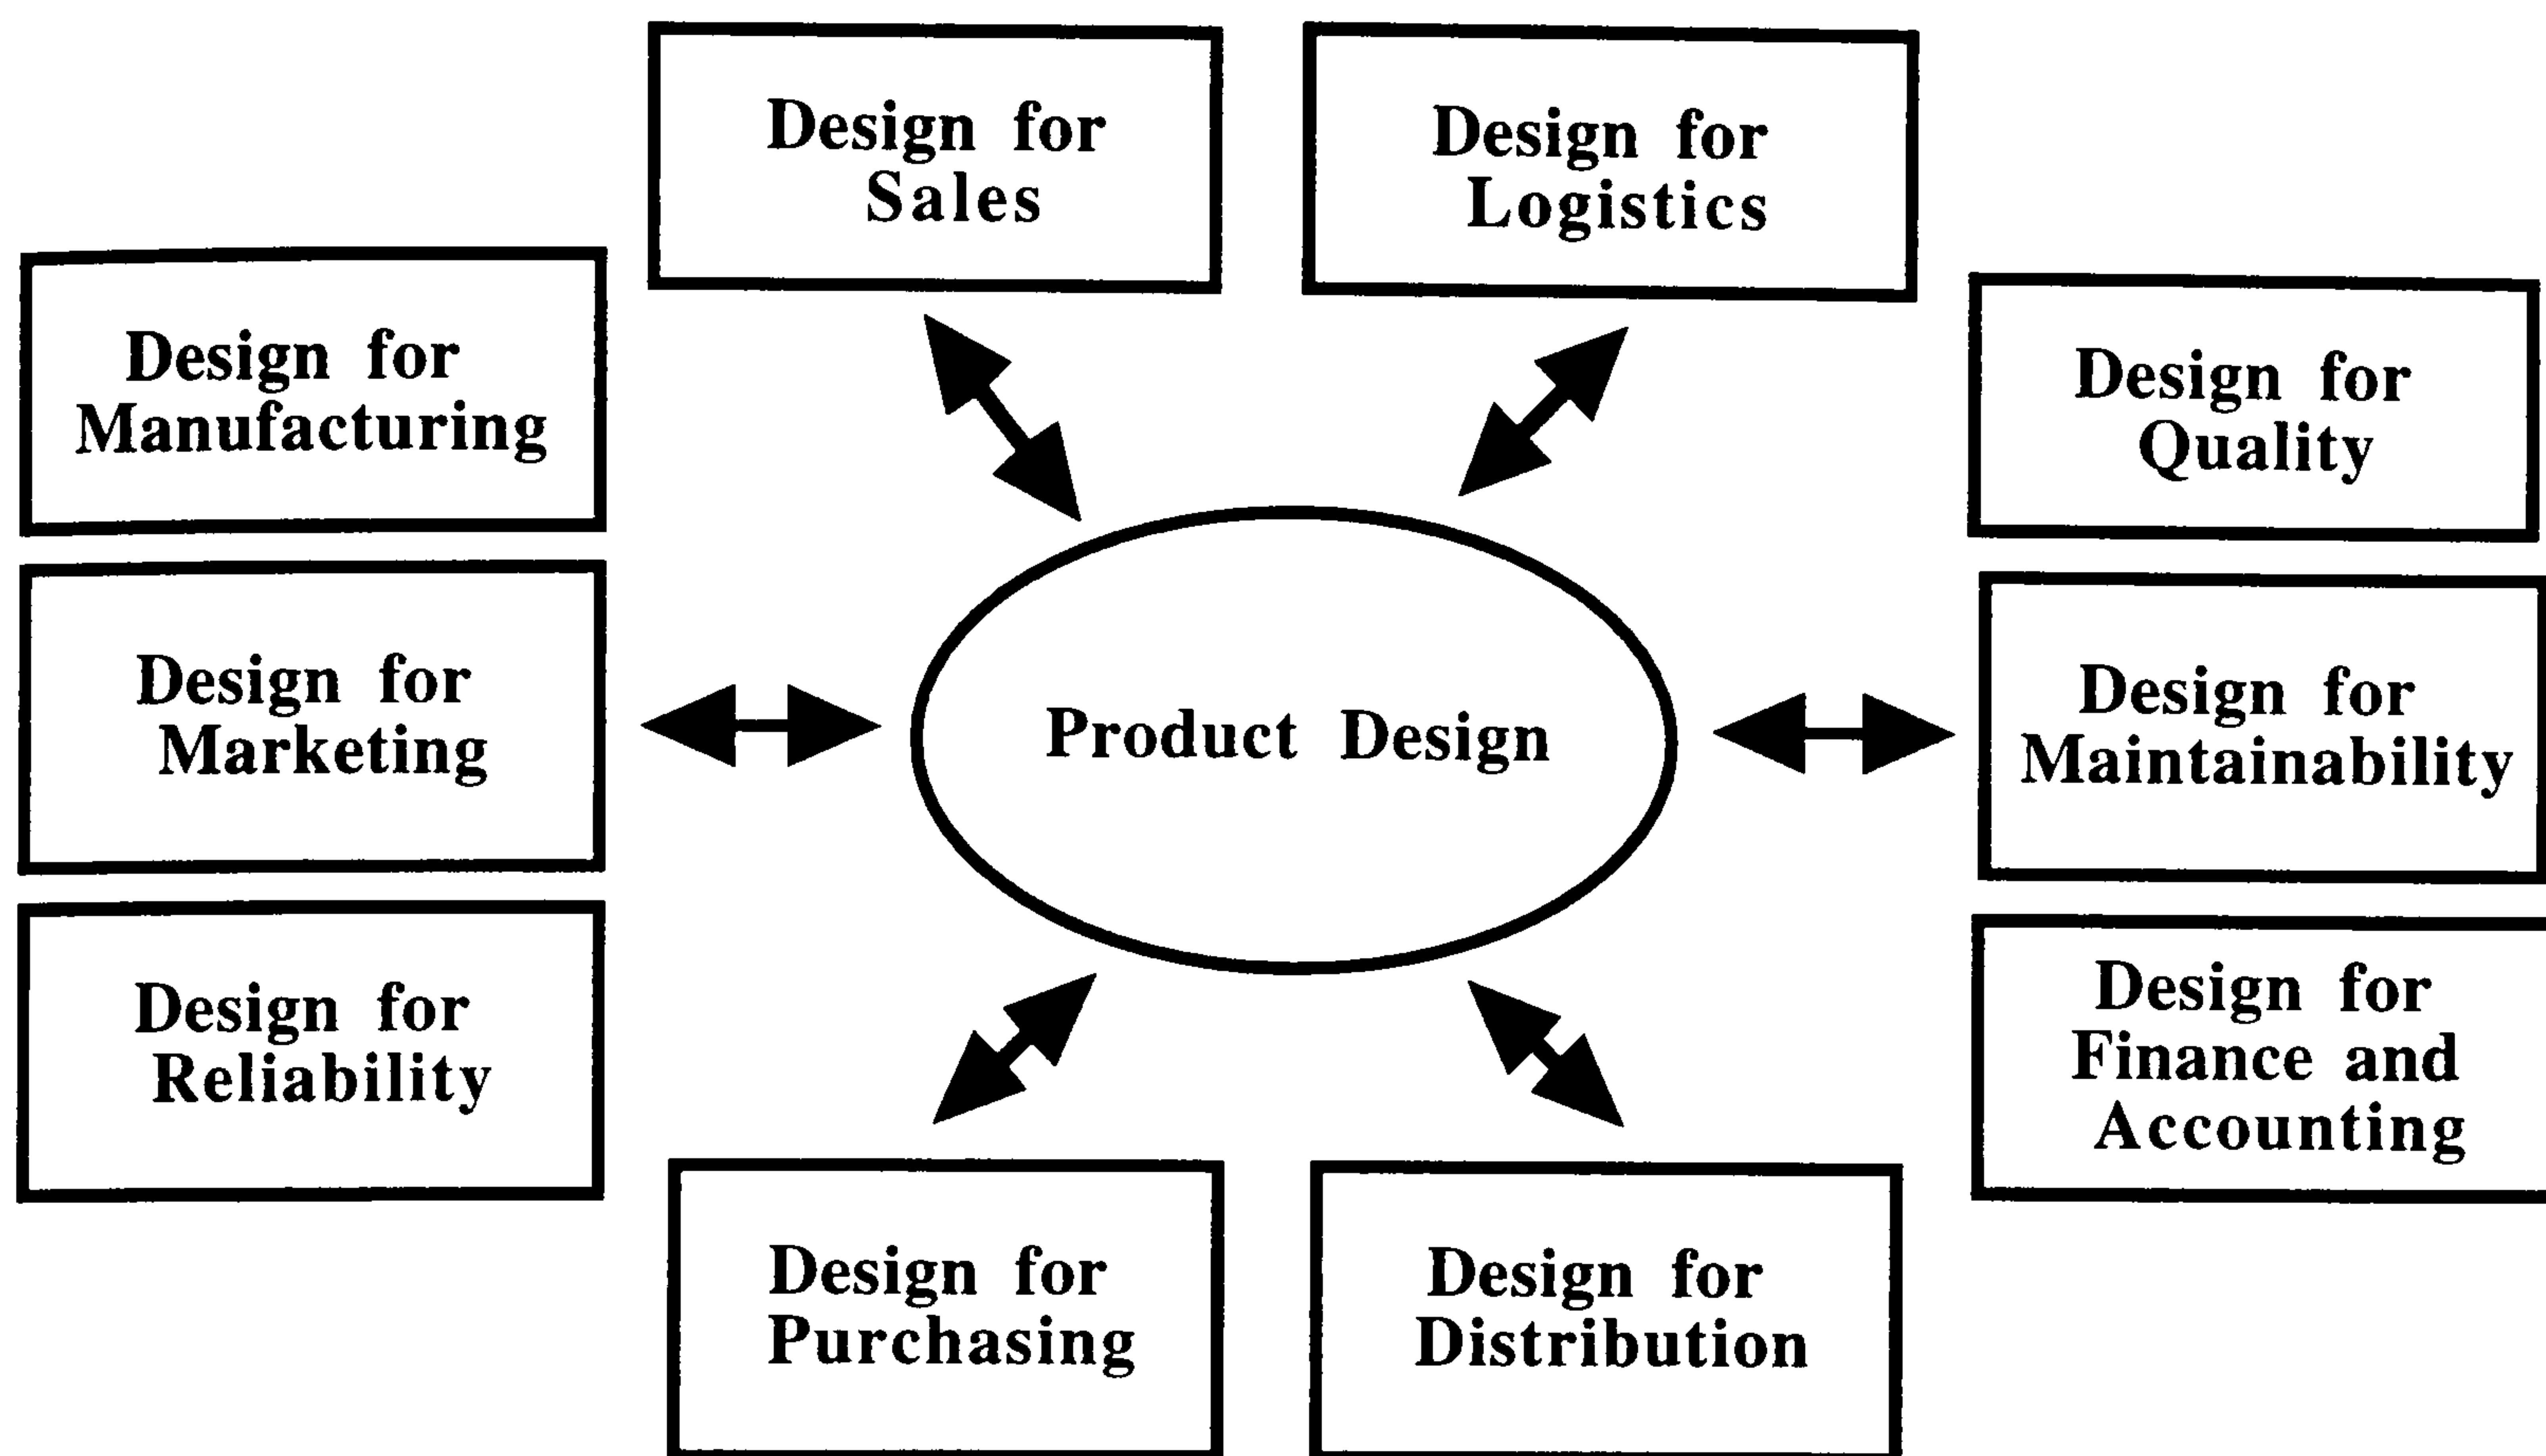 Design for
Sales
Design for
Logistics
Design for
Manufacturing
Design for
Quality
Design for
Marketing
Product Design
Design for
Maintainability
Design for
Reliability
Design for
Finance and
Accounting
Design for
Purchasing
Design for
Distribution